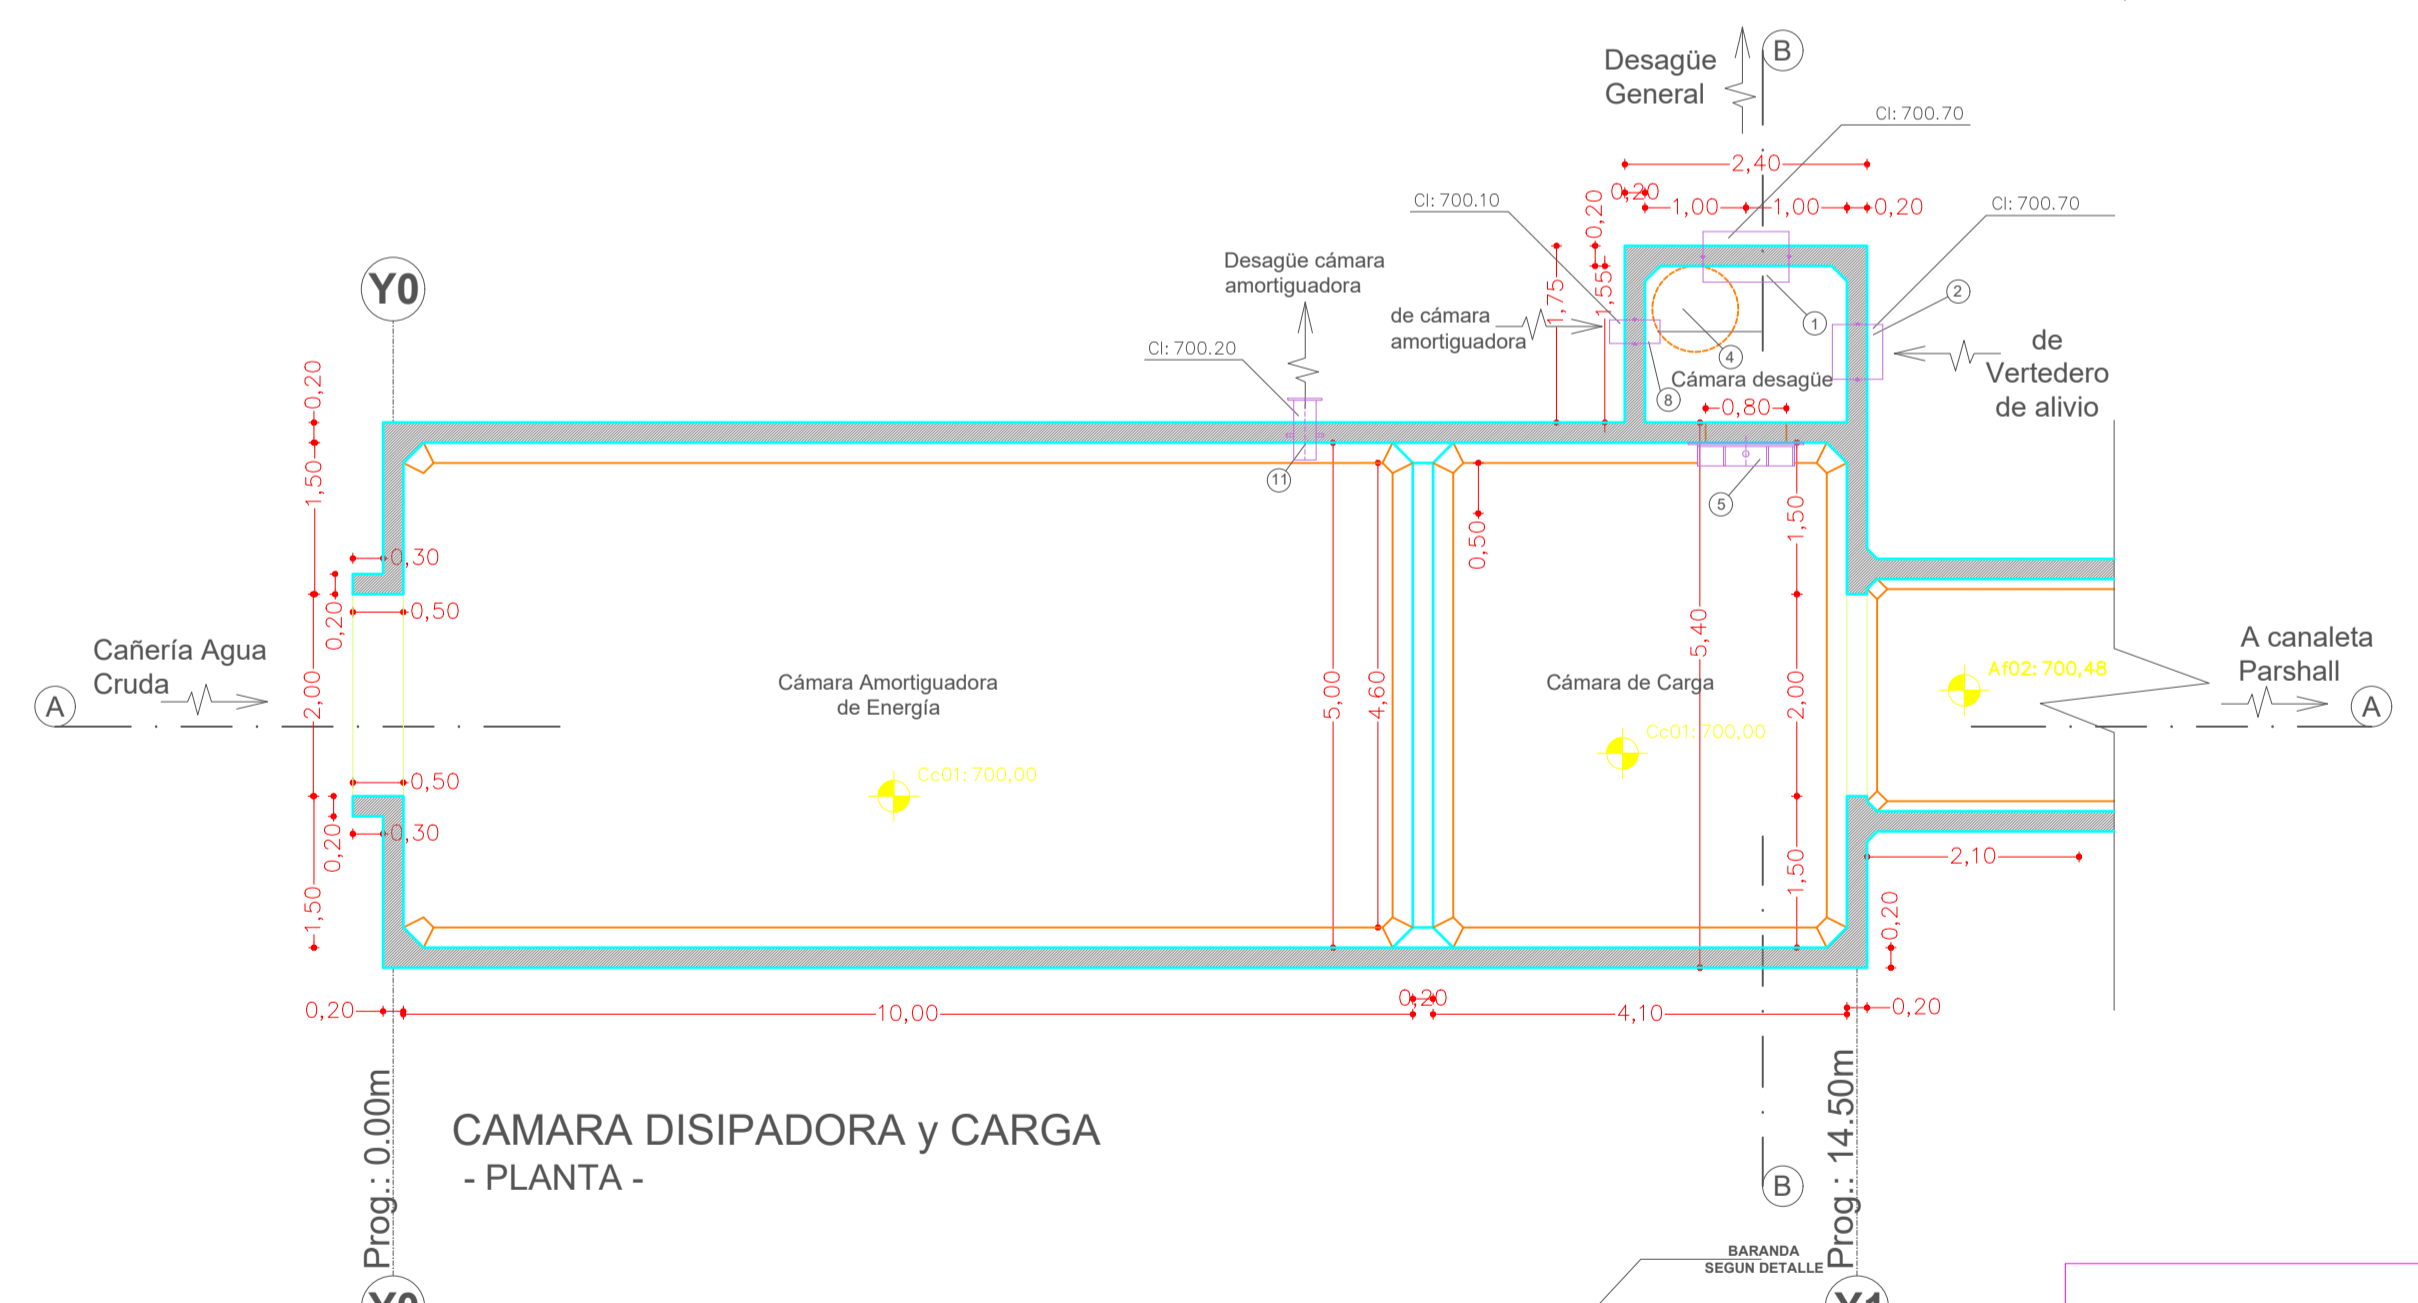 Desagüe
General
B
CI: 700.70
2,40
CI: 700.10
0,20
0,20
1,00
1,00
0,20
CI: 700.70
Desagüe cámara
amortiguadora
Y0
1,75
1,55
de cámara
amortiguadora
CI: 700.20
1
2
4
8
Cámara desagüe
de
Vertedero
de alivio
0,80
0,20
1,50
11
5
0,50
1,50
0,30
0,20
0,50
Cañería Agua
Cruda
A
2,00
Cámara Amortiguadora
de Energía
5,00
4,60
Cámara de Carga
5,40
2,00
Af02: 700,48
A canaleta
Parshall
A
Cc01: 700,00
Cc01: 700,00
0,50
0,20
0,30
1,50
1,50
2,10
0,20
0,20
10,00
0,20
4,10
0,20
Prog.: 0.00m
Prog.: 14.50m
CAMARA DISIPADORA y CARGA
- PLANTA -
B
BARANDA
SEGUN DETALLE
Y0
Y1